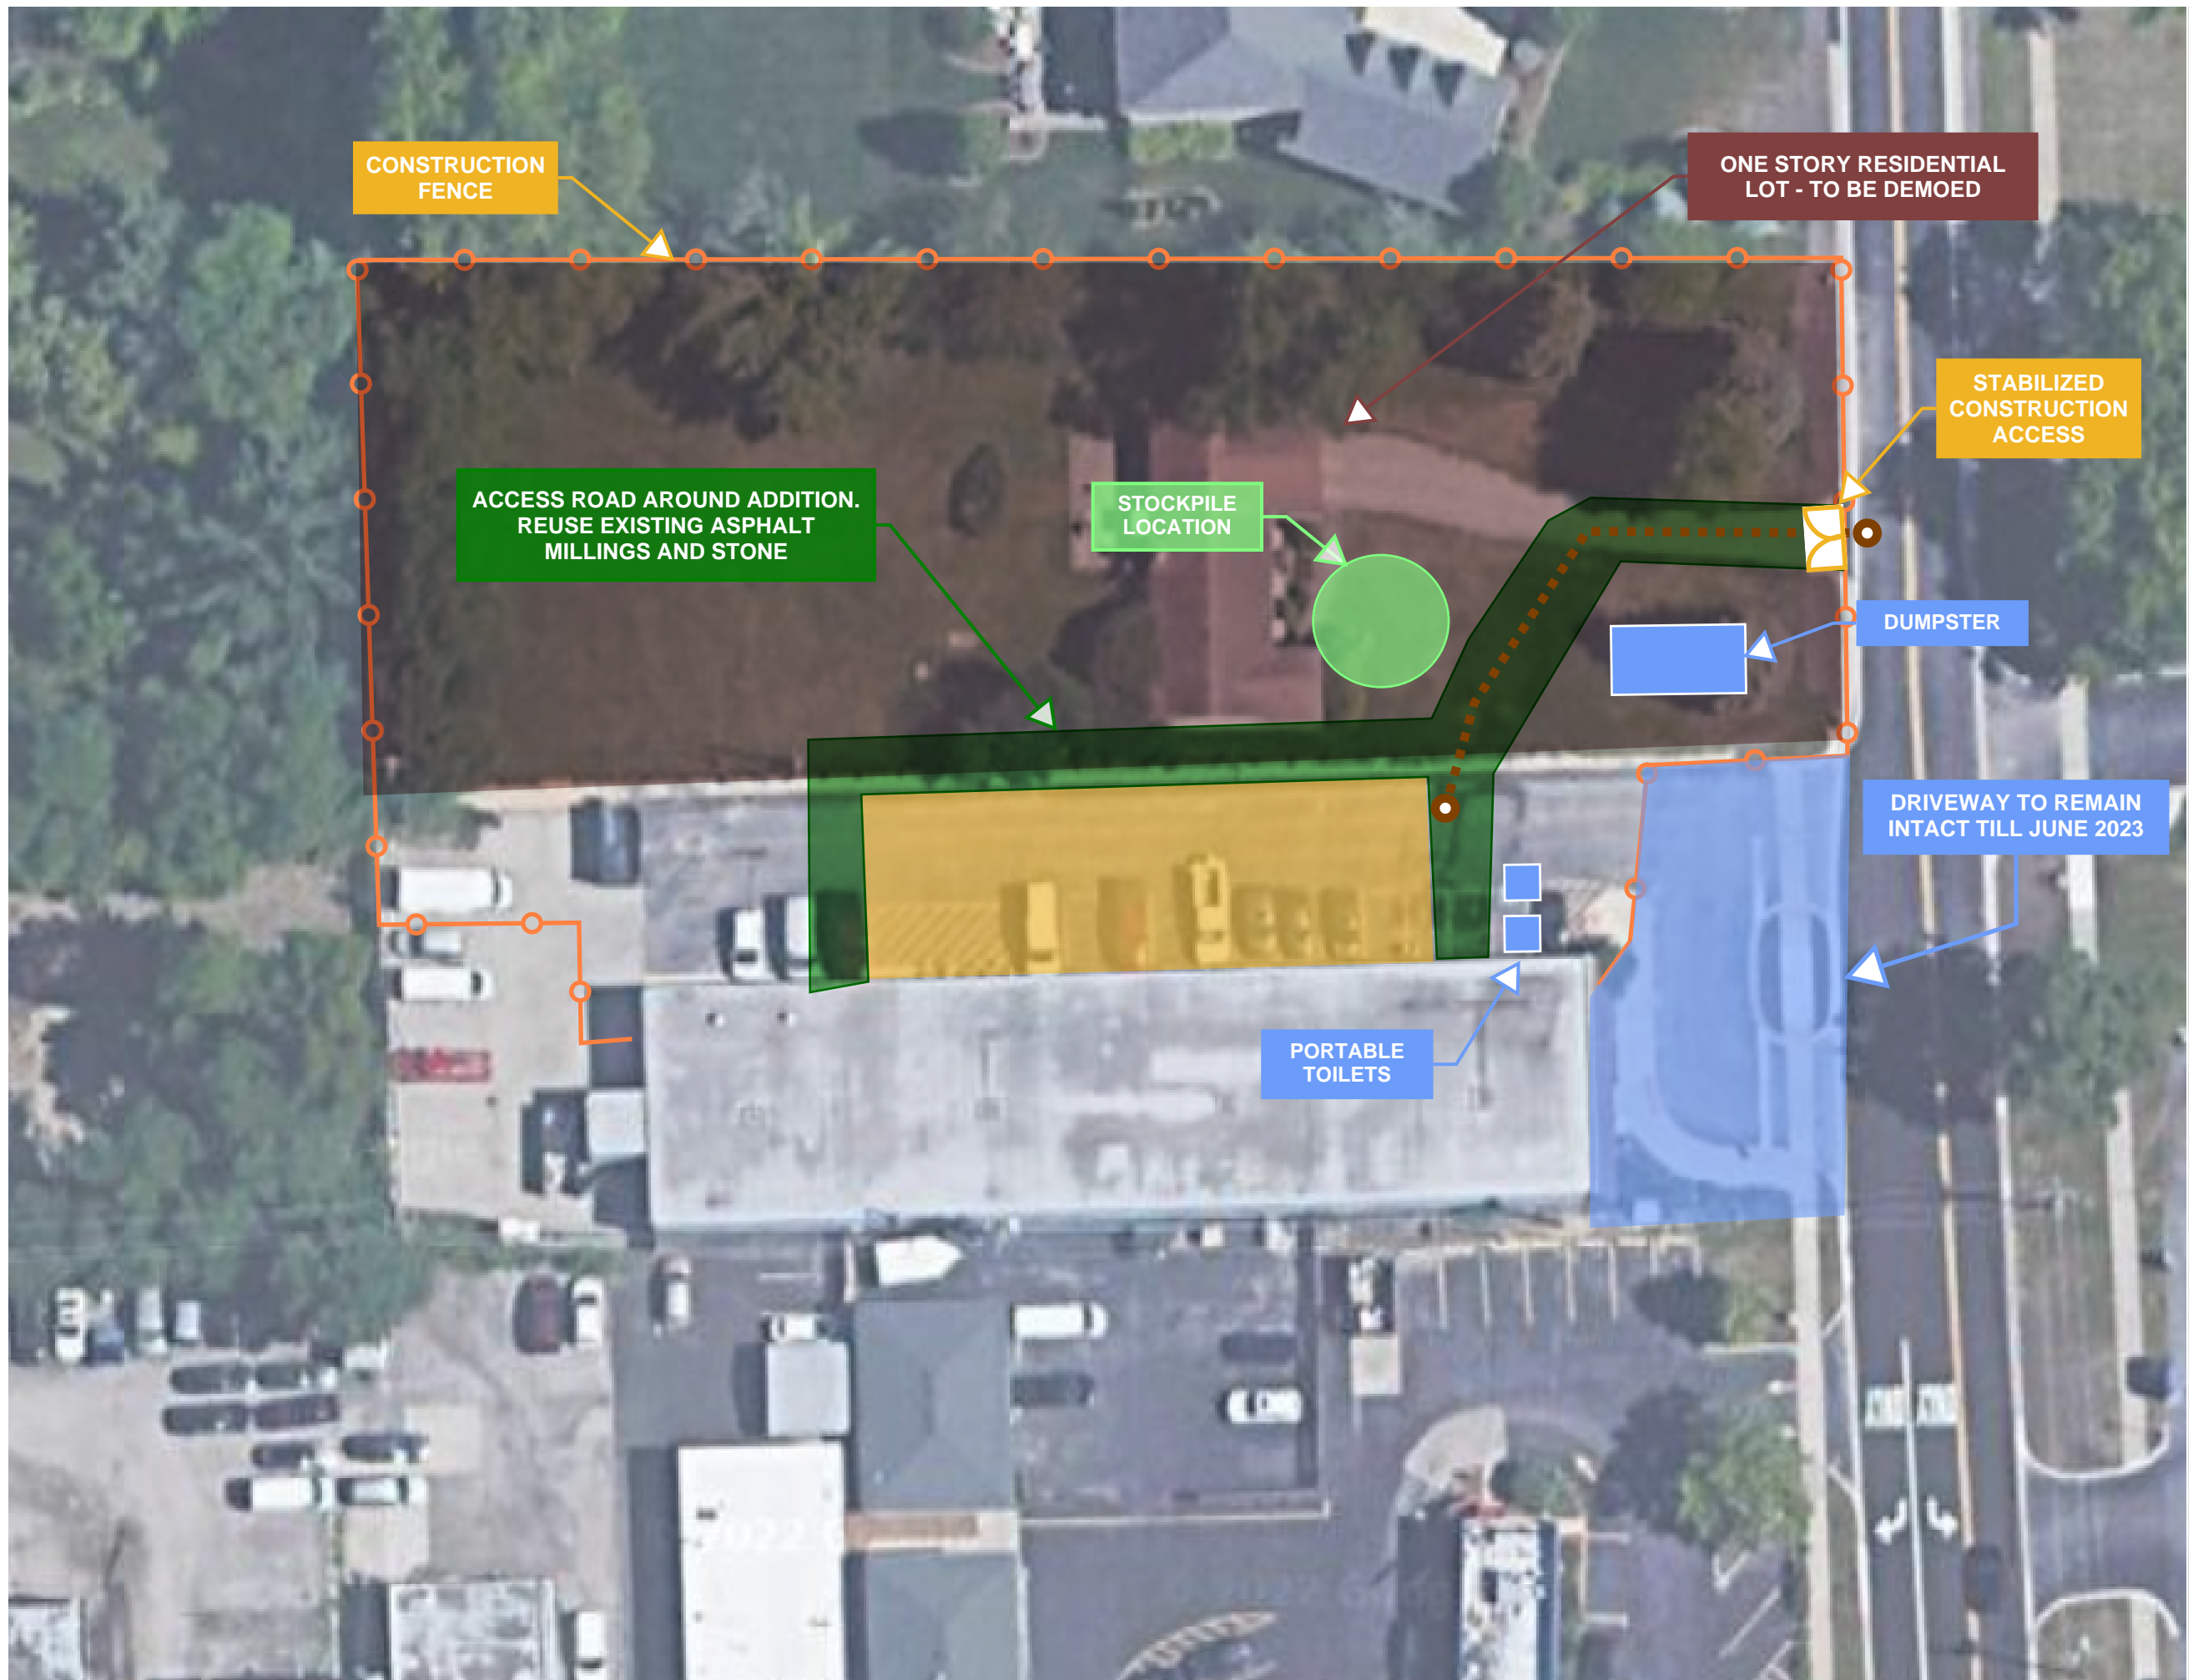 CONSTRUCTION
FENCE
ONE STORY RESIDENTIAL
LOT - TO BE DEMOED
STABILIZED
CONSTRUCTION
ACCESS
ACCESS ROAD AROUND ADDITION.
REUSE EXISTING ASPHALT
MILLINGS AND STONE
STOCKPILE
LOCATION
DUMPSTER
DRIVEWAY TO REMAIN
INTACT TILL JUNE 2023
PORTABLE
TOILETS